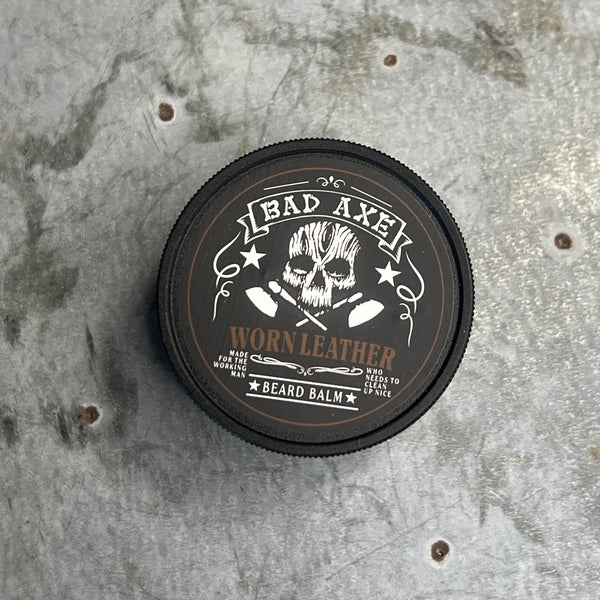 BAD AXE
WORN LEATHER
MADE
FOR THE
WORKING
MAN
WHO
NEEDS TO
CLEAN
UP NICE
BEARD BALM